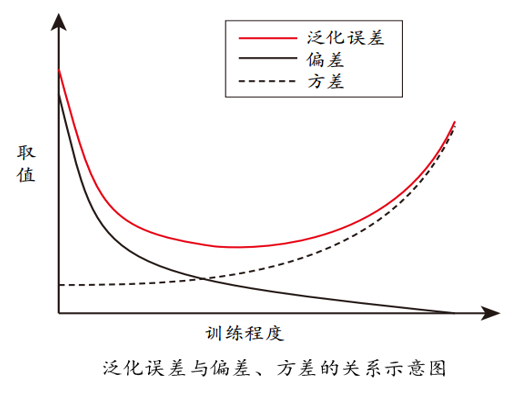 泛化误差
偏差
方差
取
值
训练程度
泛化误差与偏差、方差的关系示意图